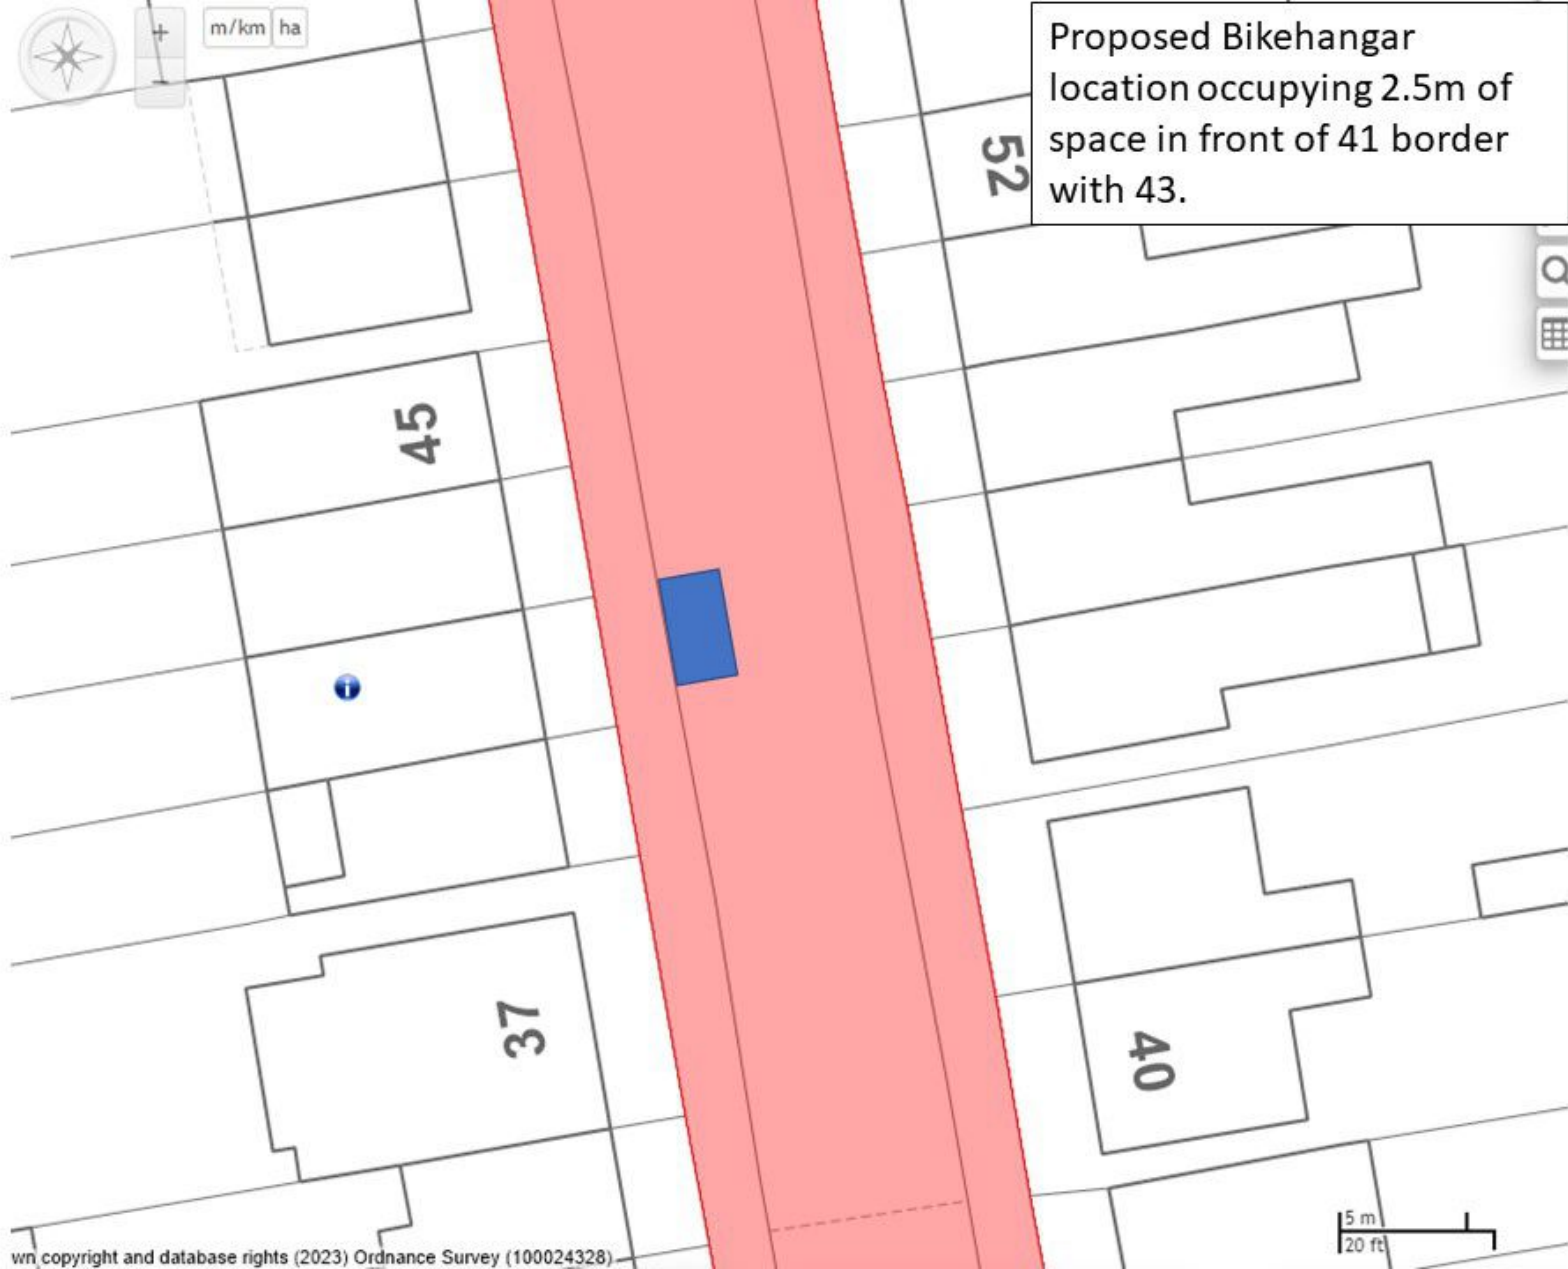 m/km ha
Proposed Bikehangar
location occupying 2.5m of
space in front of 41 border
with 43.
52
45
37
40
5 m
20 ft
wn copyright and database rights (2023) Ordnance Survey (100024328)